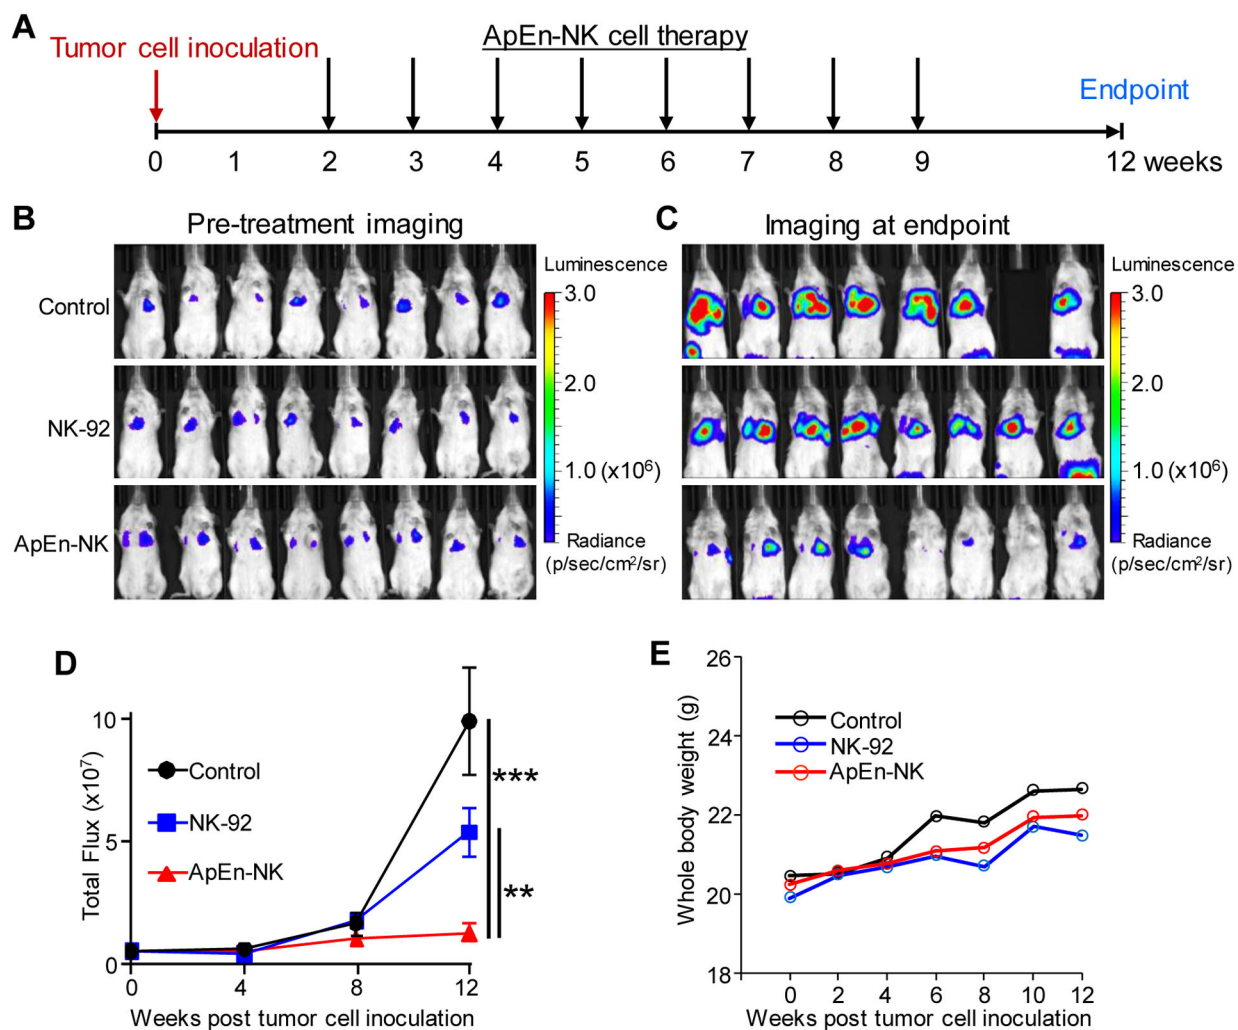 A
Tumor cell inoculation
ApEn-NK cell therapy
Endpoint
0 1 2 3 4 5 6 7 8 9 12 weeks
B
Pre-treatment imaging
Control
NK-92
ApEn-NK
Luminescence
3.0
2.0
1.0 (x10⁶)
Radiance
(p/sec/cm²/sr)
C
Imaging at endpoint
Luminescence
3.0
2.0
1.0 (x10⁶)
Radiance
(p/sec/cm²/sr)
D
Total Flux (x10⁷)
10
5
0
Control
NK-92
ApEn-NK
***
**
0 4 8 12
Weeks post tumor cell inoculation
E
Whole body weight (g)
26
24
22
20
18
Control
NK-92
ApEn-NK
0 2 4 6 8 10 12
Weeks post tumor cell inoculation